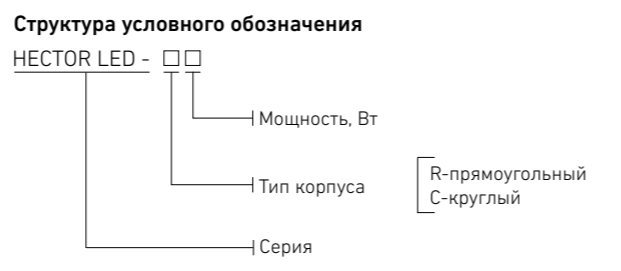 Структура условного обозначения
HECTOR LED - □□
Мощность, Вт
Тип корпуса
R-прямоугольный
C-круглый
Серия